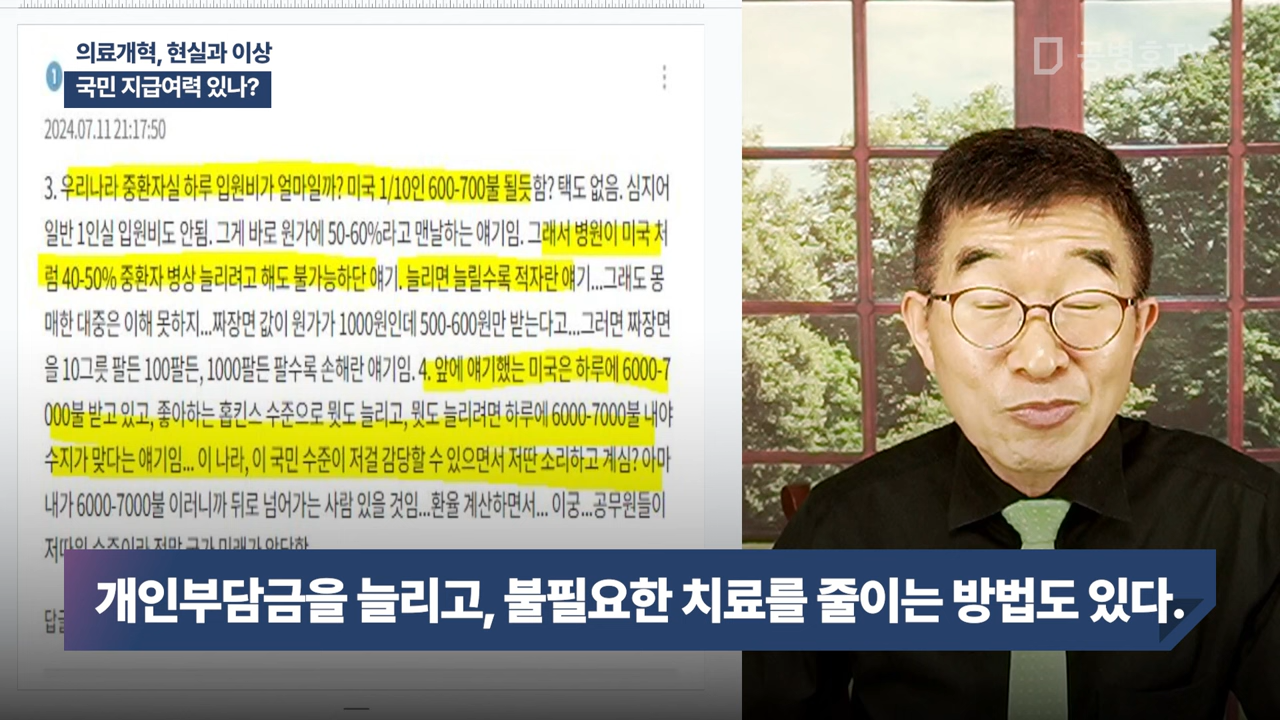 의료개혁, 현실과 이상
국민 지급여력 있나?
공병호TV
1
2024.07.11 21:17:50
3. 우리나라 중환자실 하루 입원비가 얼마일까? 미국 1/10인 600-700불 될듯함? 택도 없음. 심지어
일반 1인실 입원비도 안됨. 그게 바로 원가에 50-60%라고 맨날하는 얘기임. 그래서 병원이 미국 처
럼 40-50% 중환자 병상 늘리려고 해도 불가능하단 얘기. 늘리면 늘릴수록 적자란 얘기...그래도 몽
매한 대중은 이해 못하지...짜장면 값이 원가가 1000원인데 500-600원만 받는다고...그러면 짜장면
을 10그릇 팔든 100팔든, 1000팔든 팔수록 손해란 얘기임. 4. 앞에 얘기했는 미국은 하루에 6000-7
000불 받고 있고, 좋아하는 홉킨스 수준으로 뭣도 늘리고, 뭣도 늘리려면 하루에 6000-7000불 내야
수지가 맞다는 얘기임... 이 나라, 이 국민 수준이 저걸 감당할 수 있으면서 저딴 소리하고 계심? 아마
내가 6000-7000불 이러니까 뒤로 넘어가는 사람 있을 것임...환율 계산하면서... 이궁...공무원들이
개인부담금을 늘리고, 불필요한 치료를 줄이는 방법도 있다.